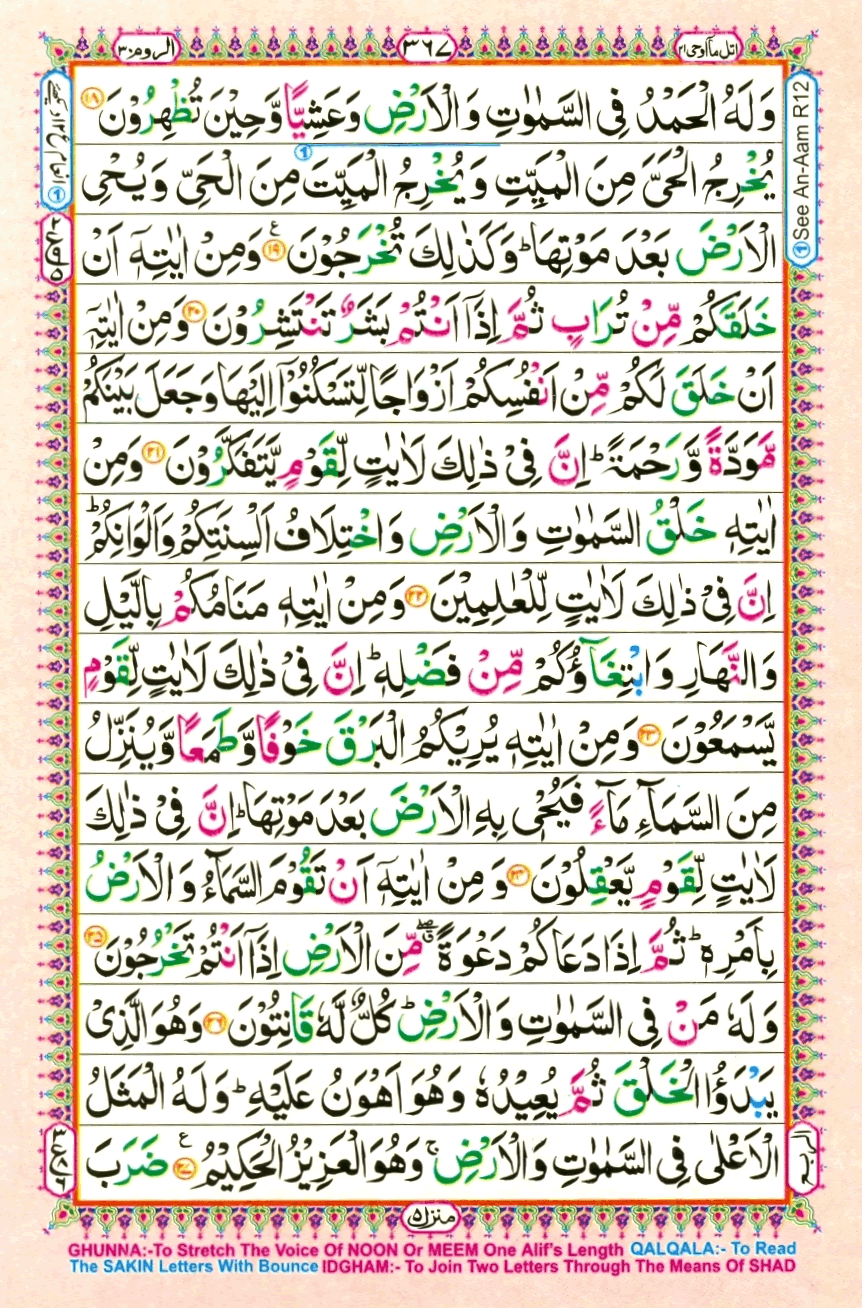 اتل مآ اوحی ۲۱
۳۶۷
الروم ۳۰
See An-Aam R12
وَلَهُ الْحَمْدُ فِی السَّمٰوٰتِ وَالْاَرْضِ وَعَشِیًّا وَّحِیْنَ تُظْهِرُوْنَ ۱۸
یُخْرِجُ الْحَیَّ مِنَ الْمَیِّتِ وَیُخْرِجُ الْمَیِّتَ مِنَ الْحَیِّ وَیُحْیِ
الْاَرْضَ بَعْدَ مَوْتِهَا ؕ وَكَذٰلِكَ تُخْرَجُوْنَ ۱۹ ع وَمِنْ اٰیٰتِهٖۤ اَنْ
خَلَقَكُمْ مِّنْ تُرَابٍ ثُمَّ اِذَاۤ اَنْتُمْ بَشَرٌ تَنْتَشِرُوْنَ ۲۰ وَمِنْ اٰیٰتِهٖۤ
اَنْ خَلَقَ لَكُمْ مِّنْ اَنْفُسِكُمْ اَزْوَاجًا لِّتَسْكُنُوْۤا اِلَیْهَا وَجَعَلَ بَیْنَكُمْ
مَّوَدَّةً وَّرَحْمَةً ؕ اِنَّ فِیْ ذٰلِكَ لَاٰیٰتٍ لِّقَوْمٍ یَّتَفَكَّرُوْنَ ۲۱ وَمِنْ
اٰیٰتِهٖ خَلْقُ السَّمٰوٰتِ وَالْاَرْضِ وَاخْتِلَافُ اَلْسِنَتِكُمْ وَاَلْوَانِكُمْ ؕ
اِنَّ فِیْ ذٰلِكَ لَاٰیٰتٍ لِّلْعٰلِمِیْنَ ۲۲ وَمِنْ اٰیٰتِهٖ مَنَامُكُمْ بِالَّیْلِ
وَالنَّهَارِ وَابْتِغَآؤُكُمْ مِّنْ فَضْلِهٖ ؕ اِنَّ فِیْ ذٰلِكَ لَاٰیٰتٍ لِّقَوْمٍ
یَّسْمَعُوْنَ ۲۳ وَمِنْ اٰیٰتِهٖ یُرِیْكُمُ الْبَرْقَ خَوْفًا وَّطَمَعًا وَّیُنَزِّلُ
مِنَ السَّمَآءِ مَآءً فَیُحْیٖ بِهِ الْاَرْضَ بَعْدَ مَوْتِهَا ؕ اِنَّ فِیْ ذٰلِكَ
لَاٰیٰتٍ لِّقَوْمٍ یَّعْقِلُوْنَ ۲۴ وَمِنْ اٰیٰتِهٖۤ اَنْ تَقُوْمَ السَّمَآءُ وَالْاَرْضُ
بِاَمْرِهٖ ؕ ثُمَّ اِذَا دَعَاكُمْ دَعْوَةً ۖق مِّنَ الْاَرْضِ اِذَاۤ اَنْتُمْ تَخْرُجُوْنَ ۲۵
وَلَهٗ مَنْ فِی السَّمٰوٰتِ وَالْاَرْضِ ؕ كُلٌّ لَّهٗ قَانِتُوْنَ ۲۶ وَهُوَ الَّذِیْ
یَبْدَؤُا الْخَلْقَ ثُمَّ یُعِیْدُهٗ وَهُوَ اَهْوَنُ عَلَیْهِ ؕ وَلَهُ الْمَثَلُ
الْاَعْلٰی فِی السَّمٰوٰتِ وَالْاَرْضِ ۚ وَهُوَ الْعَزِیْزُ الْحَكِیْمُ ۲۷ ع ضَرَبَ
منزل ۵
GHUNNA:-To Stretch The Voice Of NOON Or MEEM One Alif's Length QALQALA:- To Read
The SAKIN Letters With Bounce IDGHAM:- To Join Two Letters Through The Means Of SHAD